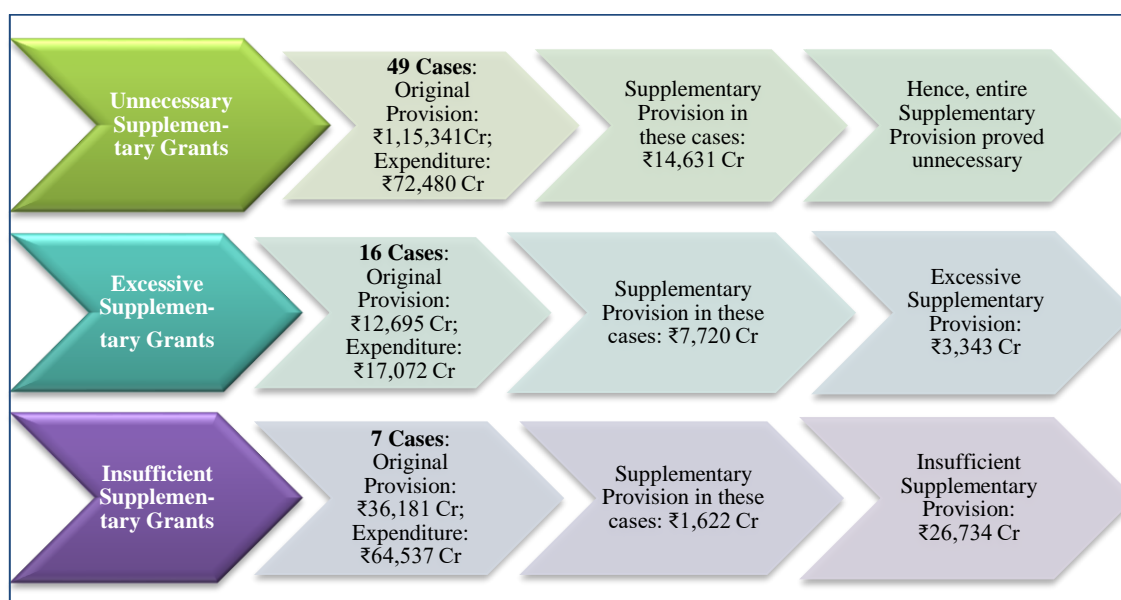 Unnecessary
Supplemen-
tary Grants
49 Cases:
Original
Provision:
₹1,15,341Cr;
Expenditure:
₹72,480 Cr
Supplementary
Provision in
these cases:
₹14,631 Cr
Hence, entire
Supplementary
Provision proved
unnecessary
Excessive
Supplemen-
tary Grants
16 Cases:
Original
Provision:
₹12,695 Cr;
Expenditure:
₹17,072 Cr
Supplementary
Provision in these
cases: ₹7,720 Cr
Excessive
Supplementary
Provision:
₹3,343 Cr
Insufficient
Supplemen-
tary Grants
7 Cases:
Original
Provision:
₹36,181 Cr;
Expenditure:
₹64,537 Cr
Supplementary
Provision in these
cases: ₹1,622 Cr
Insufficient
Supplementary
Provision:
₹26,734 Cr